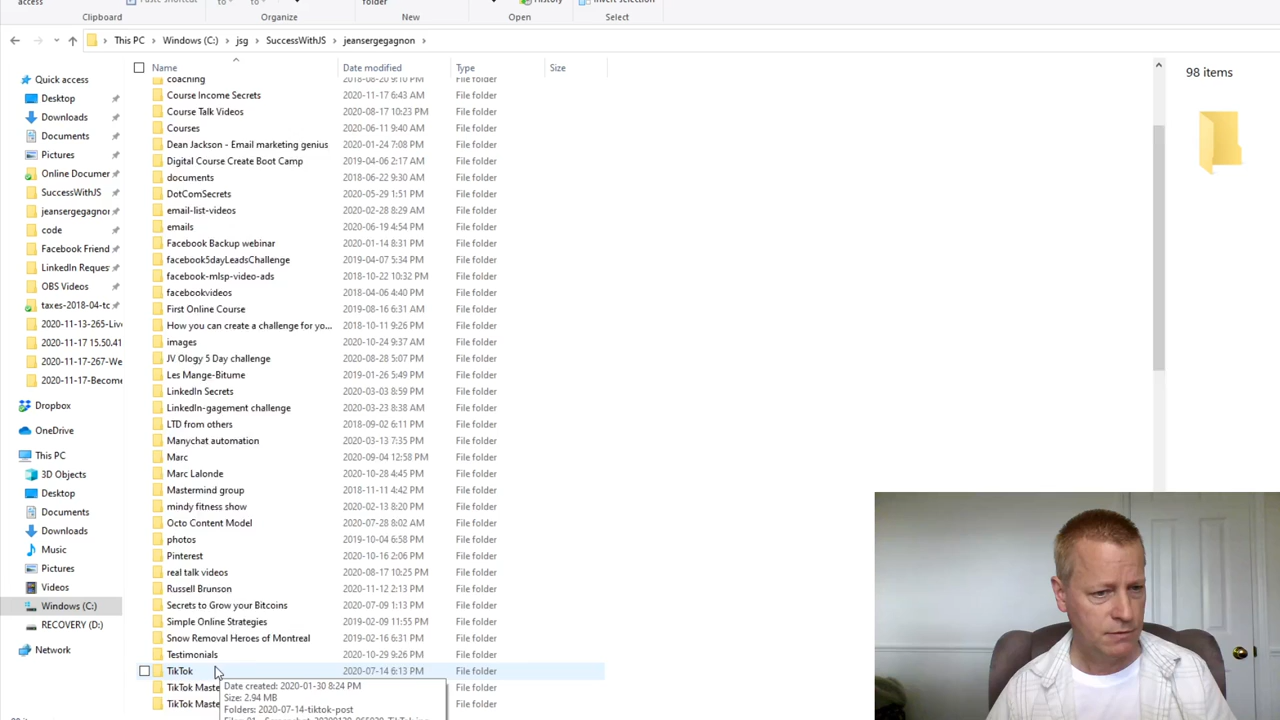 access
Paste shortcut
to
to
folder
History
Invert selection
Clipboard
Organize
New
Open
Select
This PC > Windows (C:) > jsg > SuccessWithJS > jeansergegagnon >
Name Date modified Type Size
98 items
Quick access
Desktop
Downloads
Documents
Pictures
Online Documer
SuccessWithJS
jeansergegagnor
code
Facebook Friend
LinkedIn Reques
OBS Videos
taxes-2018-04-tc
2020-11-13-265-Live
2020-11-17 15.50.41
2020-11-17-267-We
2020-11-17-Become
Dropbox
OneDrive
This PC
3D Objects
Desktop
Documents
Downloads
Music
Pictures
Videos
Windows (C:)
RECOVERY (D:)
Network
coaching 2018-08-20 9:10 PM File folder
Course Income Secrets 2020-11-17 6:43 AM File folder
Course Talk Videos 2020-08-17 10:23 PM File folder
Courses 2020-06-11 9:40 AM File folder
Dean Jackson - Email marketing genius 2020-01-24 7:08 PM File folder
Digital Course Create Boot Camp 2019-04-06 2:17 AM File folder
documents 2018-06-22 9:30 AM File folder
DotComSecrets 2020-05-29 1:51 PM File folder
email-list-videos 2020-02-28 8:29 AM File folder
emails 2020-06-19 4:54 PM File folder
Facebook Backup webinar 2020-01-14 8:31 PM File folder
facebook5dayLeadsChallenge 2019-04-07 5:34 PM File folder
facebook-mlsp-video-ads 2018-10-22 10:32 PM File folder
facebookvideos 2018-04-06 4:40 PM File folder
First Online Course 2019-08-16 6:31 AM File folder
How you can create a challenge for yo... 2018-10-11 9:26 PM File folder
images 2020-10-24 9:37 AM File folder
JV Ology 5 Day challenge 2020-08-28 5:07 PM File folder
Les Mange-Bitume 2019-01-26 5:49 PM File folder
LinkedIn Secrets 2020-03-03 8:59 PM File folder
LinkedIn-gagement challenge 2020-03-23 8:38 AM File folder
LTD from others 2018-09-02 6:11 PM File folder
Manychat automation 2020-03-13 7:35 PM File folder
Marc 2020-09-04 12:58 PM File folder
Marc Lalonde 2020-10-28 4:45 PM File folder
Mastermind group 2018-11-11 4:42 PM File folder
mindy fitness show 2020-02-13 8:20 PM File folder
Octo Content Model 2020-07-28 8:02 AM File folder
photos 2019-10-04 6:58 PM File folder
Pinterest 2020-10-16 2:06 PM File folder
real talk videos 2020-08-17 10:25 PM File folder
Russell Brunson 2020-11-12 2:13 PM File folder
Secrets to Grow your Bitcoins 2020-07-09 1:13 PM File folder
Simple Online Strategies 2019-02-09 11:55 PM File folder
Snow Removal Heroes of Montreal 2019-02-16 6:31 PM File folder
Testimonials 2020-10-29 9:26 PM File folder
TikTok 2020-07-14 6:13 PM File folder
TikTok Maste File folder
TikTok Maste File folder
Date created: 2020-01-30 8:24 PM
Size: 2.94 MB
Folders: 2020-07-14-tiktok-post